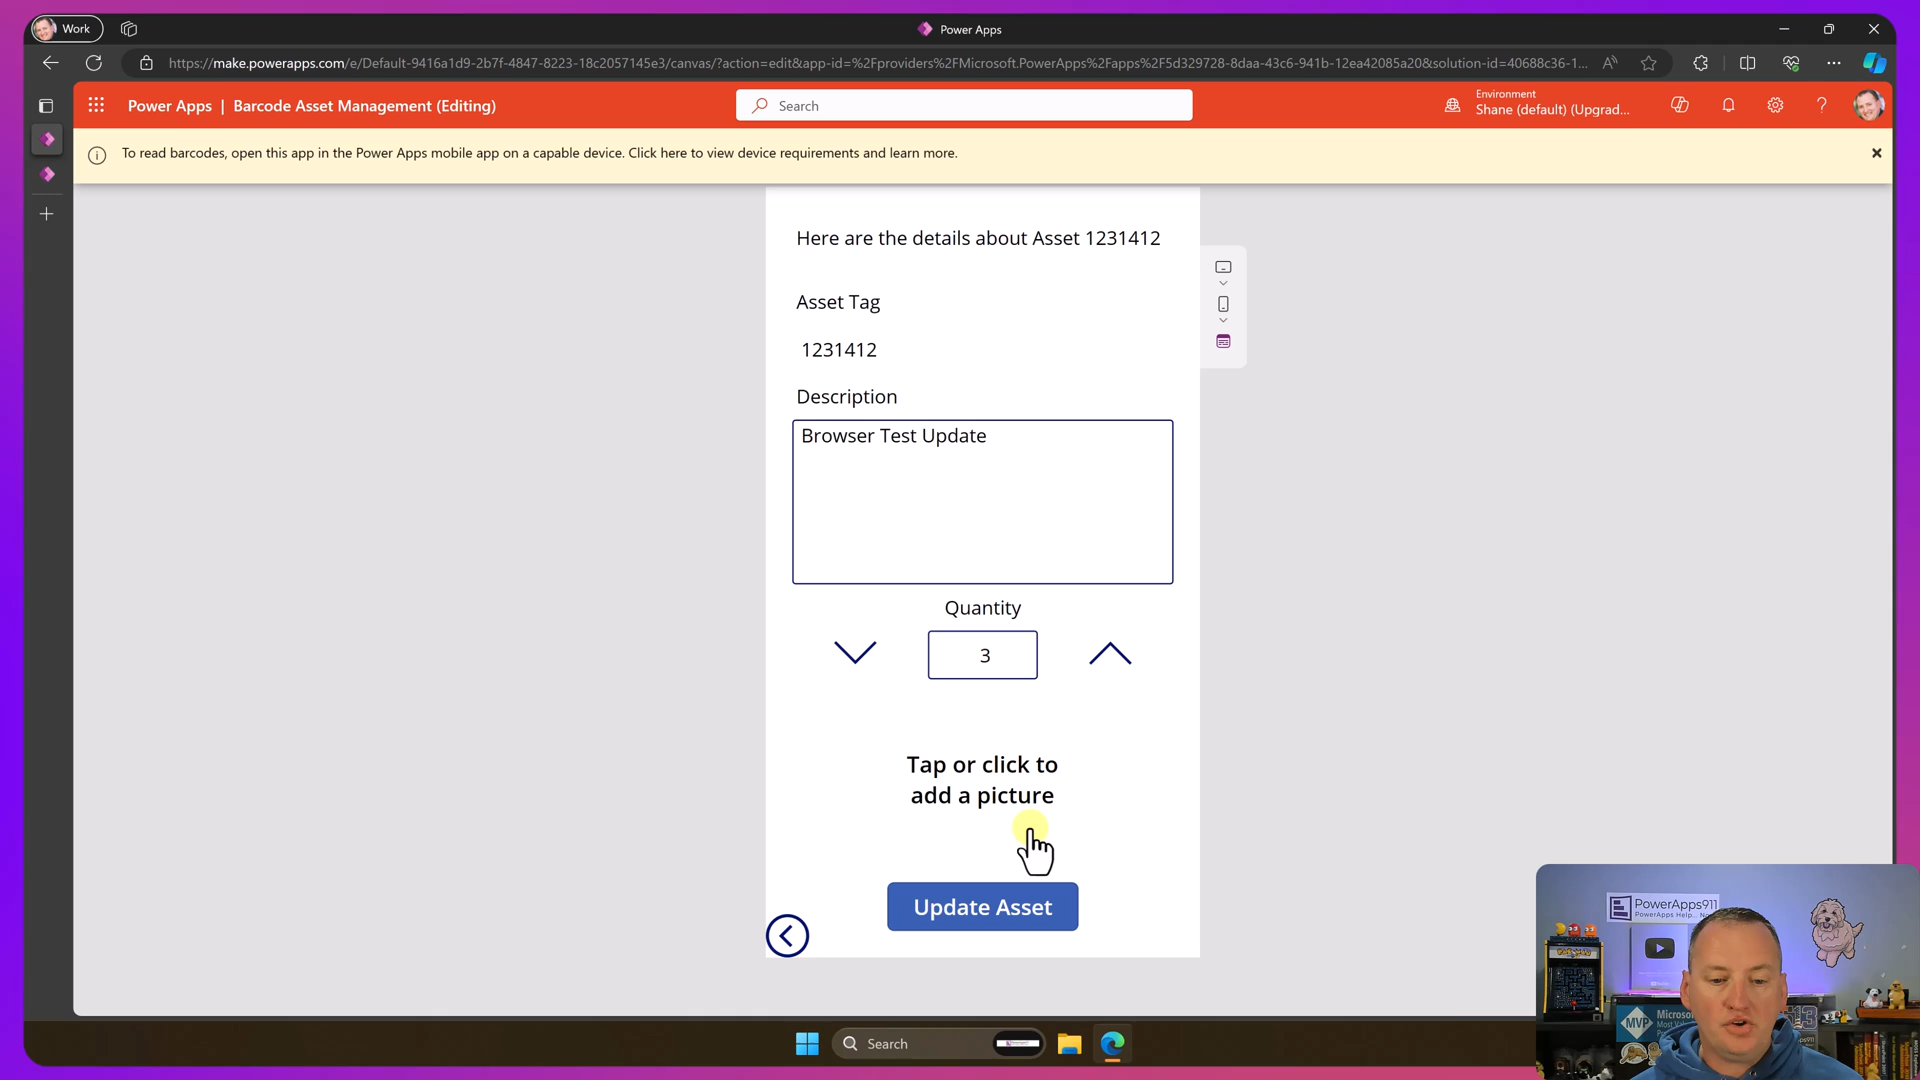 Work
Power Apps
https://make.powerapps.com/e/Default-9416a1d9-2b7f-4847-8223-18c2057145e3/canvas/?action=edit&app-id=%2Fproviders%2FMicrosoft.PowerApps%2Fapps%2F5d329728-8daa-43c6-941b-12ea42085a20&solution-id=40688c36-1...
Power Apps | Barcode Asset Management (Editing)
Search
Environment
Shane (default) (Upgrad...
To read barcodes, open this app in the Power Apps mobile app on a capable device. Click here to view device requirements and learn more.
Here are the details about Asset 1231412
Asset Tag
1231412
Description
Browser Test Update
Quantity
3
Tap or click to
add a picture
Update Asset
Search
PowerApps911
MVP